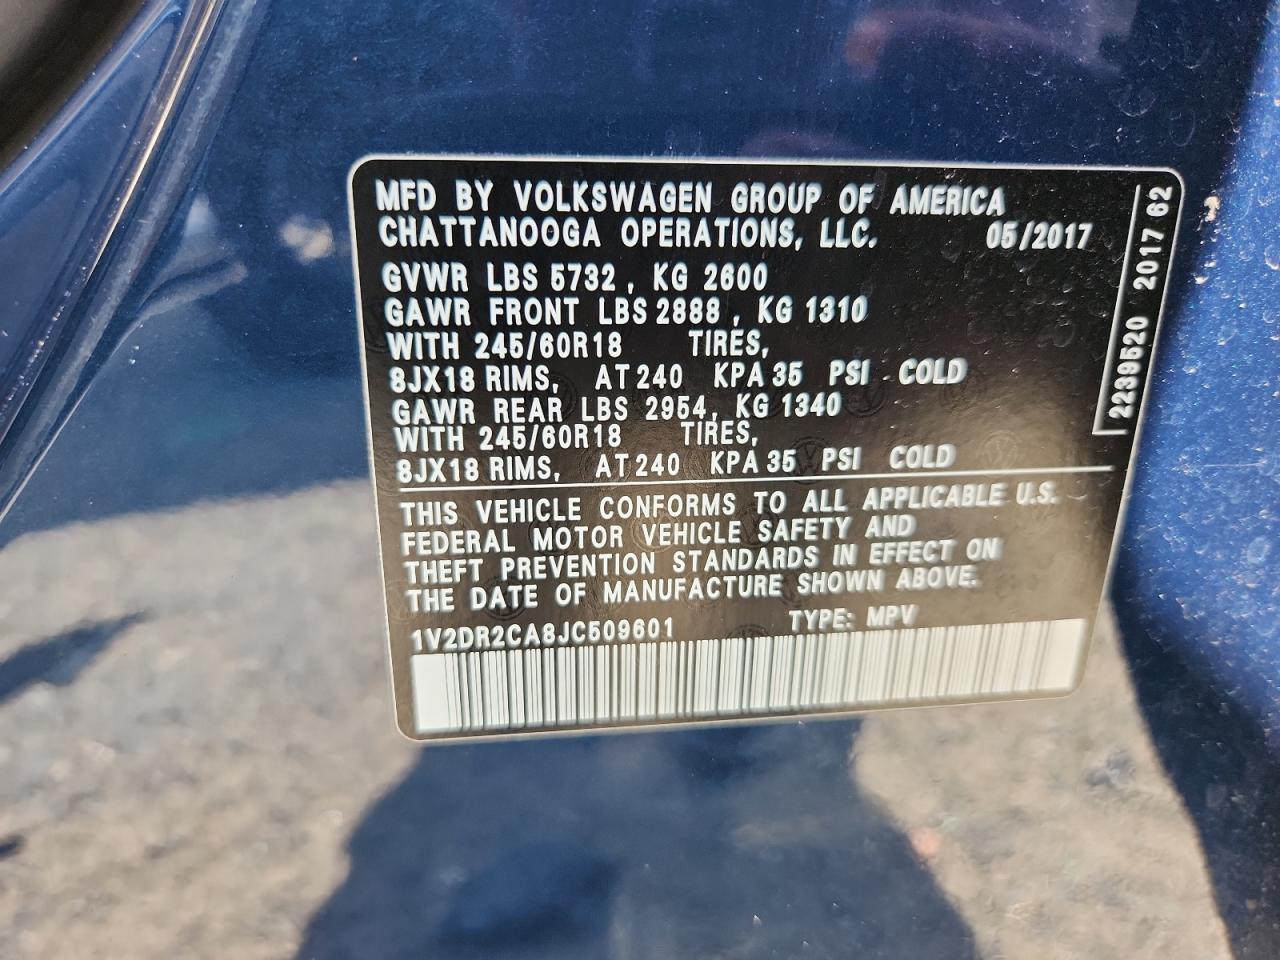 MFD BY VOLKSWAGEN GROUP OF AMERICA
CHATTANOOGA OPERATIONS, LLC. 05/2017
GVWR LBS 5732, KG 2600
GAWR FRONT LBS 2888, KG 1310
WITH 245/60R18 TIRES,
8JX18 RIMS, AT 240 KPA 35 PSI COLD
GAWR REAR LBS 2954, KG 1340
WITH 245/60R18 TIRES,
8JX18 RIMS, AT 240 KPA 35 PSI COLD
THIS VEHICLE CONFORMS TO ALL APPLICABLE U.S.
FEDERAL MOTOR VEHICLE SAFETY AND
THEFT PREVENTION STANDARDS IN EFFECT ON
THE DATE OF MANUFACTURE SHOWN ABOVE.
1V2DR2CA8JC509601 TYPE: MPV
2239520 2017 62